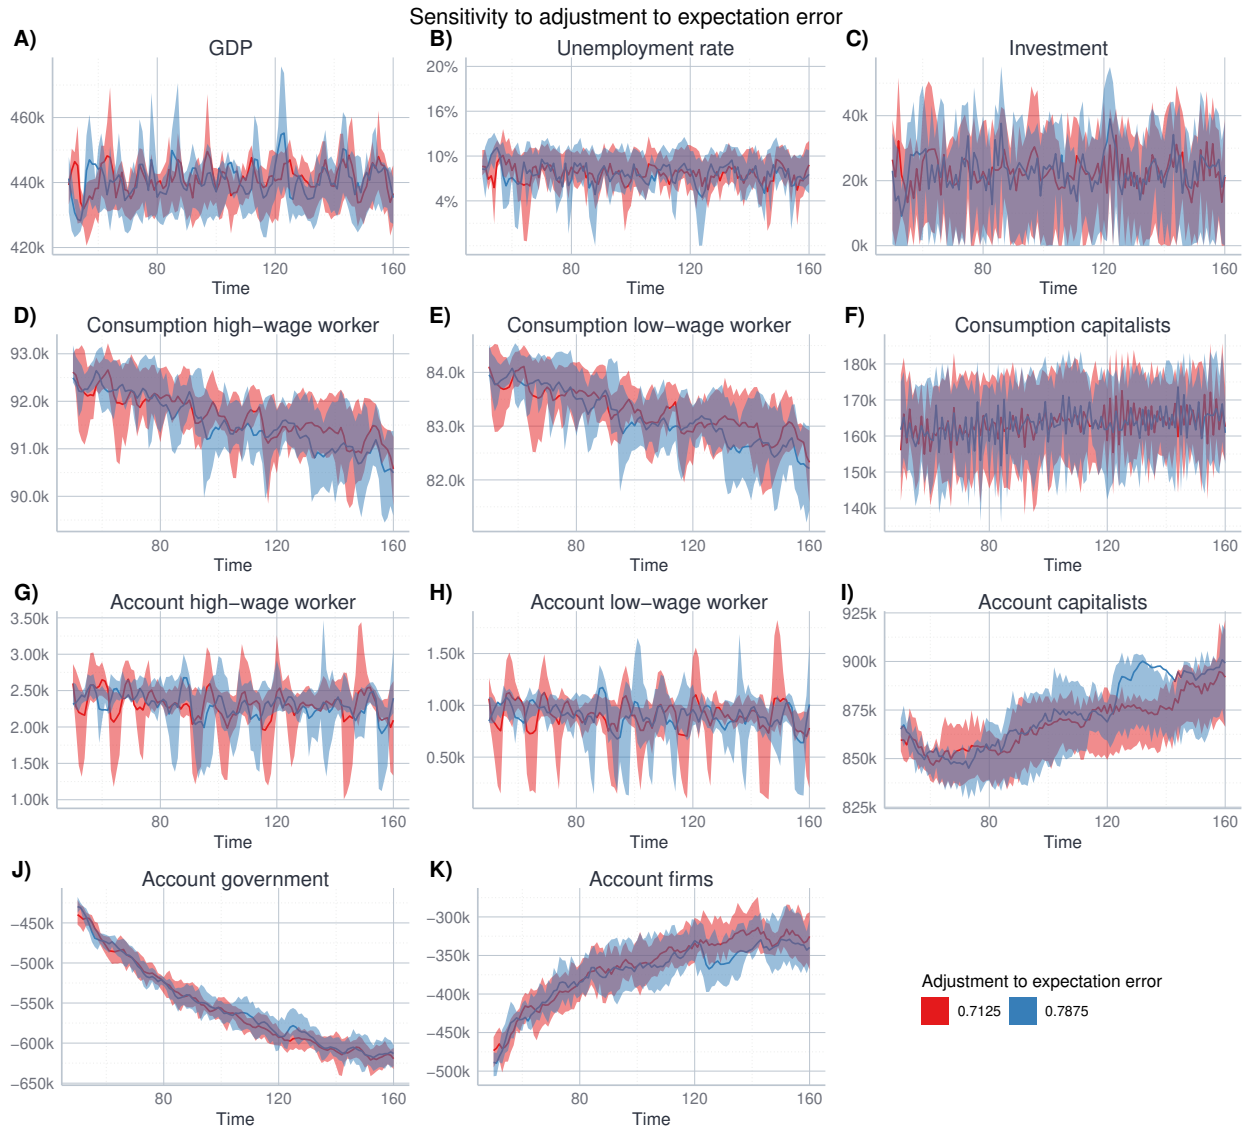 Sensitivity to adjustment to expectation error
A)
GDP
460k
440k
420k
80
120
160
Time
B)
Unemployment rate
20%
16%
10%
4%
80
120
160
Time
C)
Investment
40k
20k
0k
80
120
160
Time
D)
Consumption high−wage worker
93.0k
92.0k
91.0k
90.0k
80
120
160
Time
E)
Consumption low−wage worker
84.0k
83.0k
82.0k
80
120
160
Time
F)
Consumption capitalists
180k
170k
160k
150k
140k
80
120
160
Time
G)
Account high−wage worker
3.50k
3.00k
2.50k
2.00k
1.50k
1.00k
80
120
160
Time
H)
Account low−wage worker
1.50k
1.00k
0.50k
80
120
160
Time
I)
Account capitalists
925k
900k
875k
850k
825k
80
120
160
Time
J)
Account government
−450k
−500k
−550k
−600k
−650k
80
120
160
Time
K)
Account firms
−300k
−350k
−400k
−450k
−500k
80
120
160
Time
Adjustment to expectation error
0.7125
0.7875